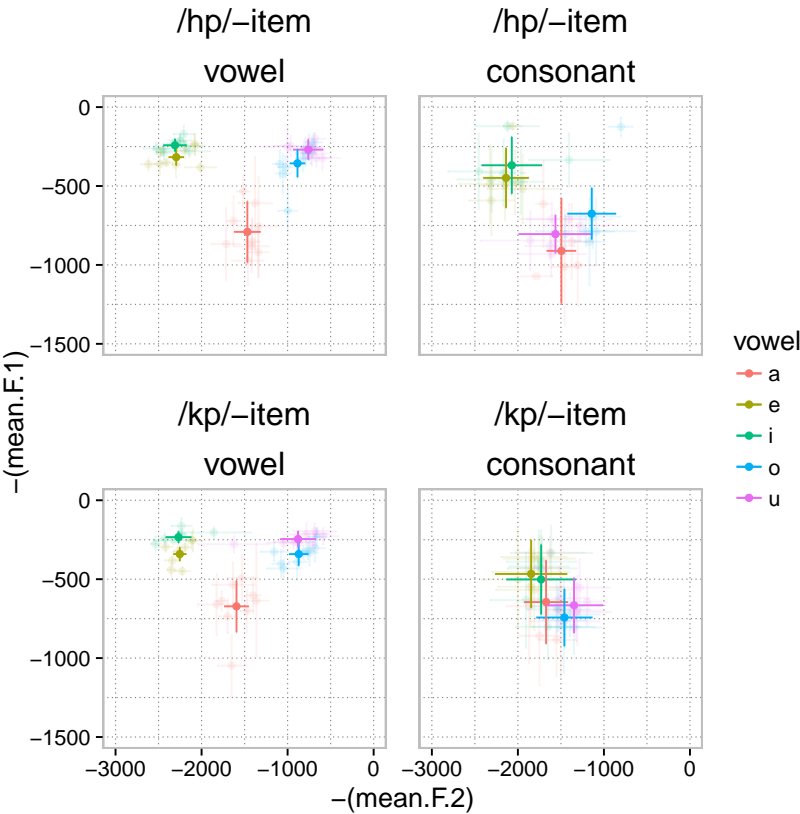 /hp/−item
vowel
/hp/−item
consonant
0
−500
−1000
−1500
/kp/−item
vowel
/kp/−item
consonant
0
−500
−1000
−1500
−3000 −2000 −1000 0
−3000 −2000 −1000 0
−(mean.F.2)
−(mean.F.1)
vowel
a
e
i
o
u